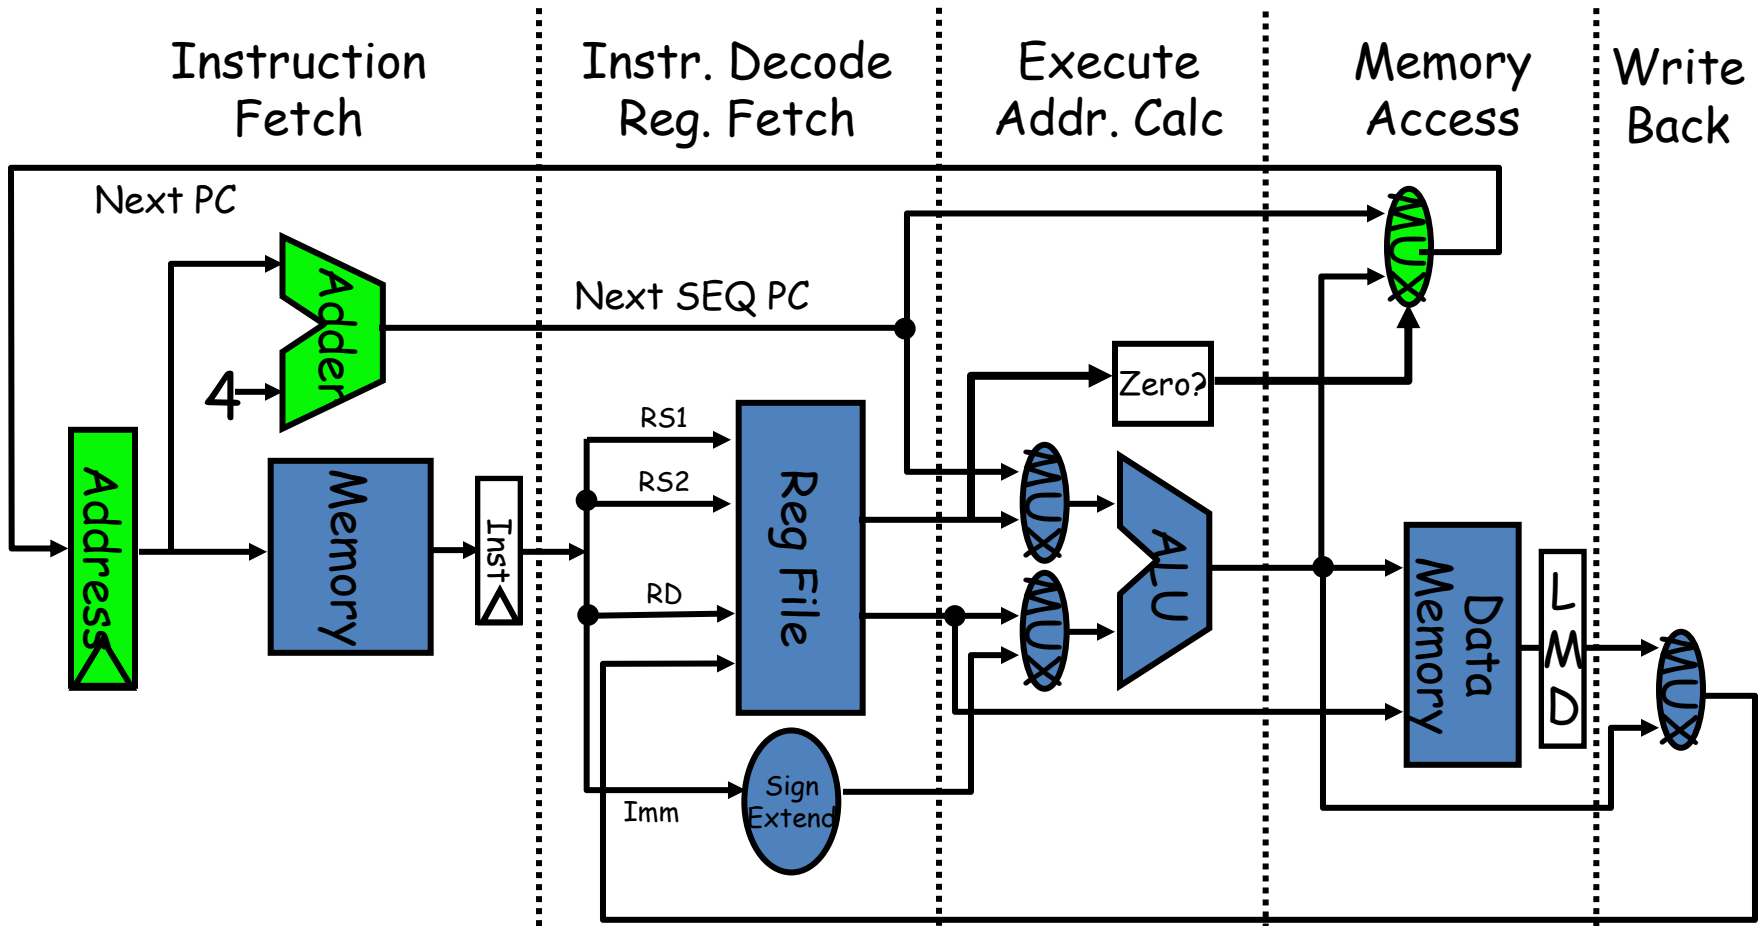 Instruction
Fetch
Instr. Decode
Reg. Fetch
Execute
Addr. Calc
Memory
Access
Write
Back
Next PC
Adder
4
Next SEQ PC
MUX
Zero?
Address
Memory
Inst
RS1
RS2
RD
Imm
Reg File
Sign
Extend
MUX
MUX
ALU
Data
Memory
L
M
D
MUX